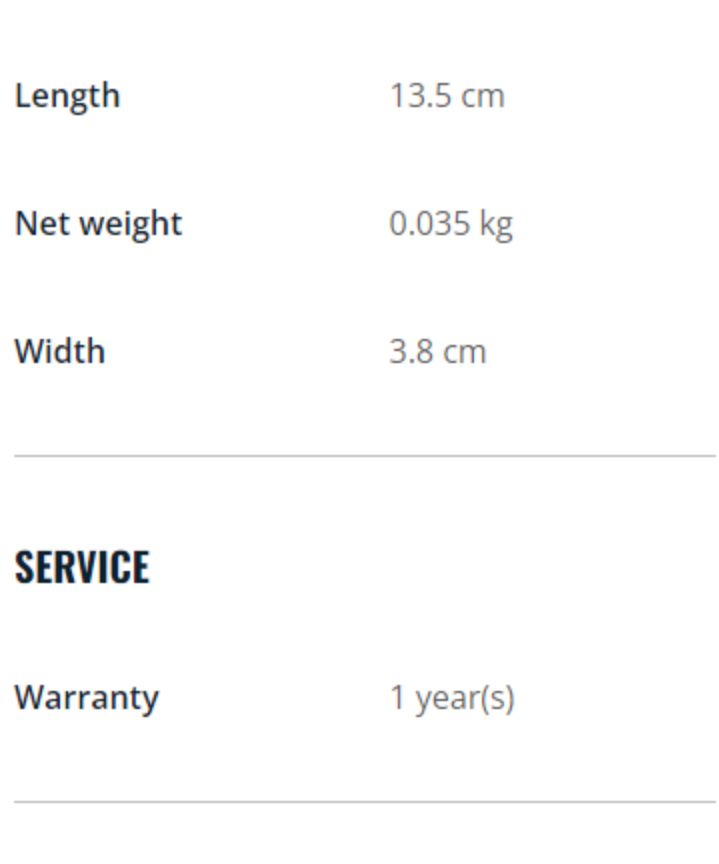 Length 13.5 cm
Net weight 0.035 kg
Width 3.8 cm
SERVICE
Warranty 1 year(s)